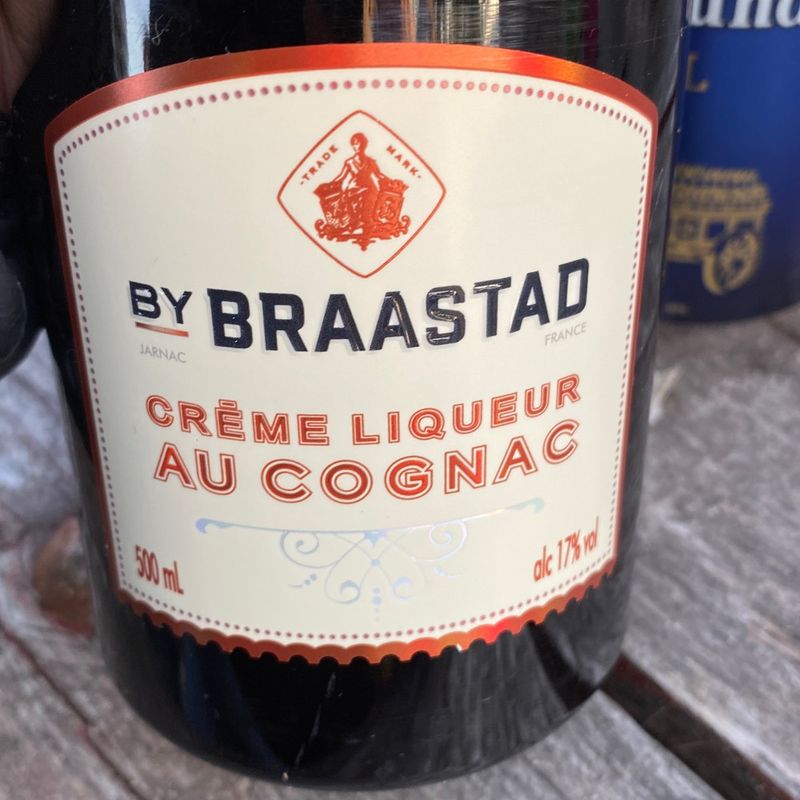 TRADE MARK
BY BRAASTAD
JARNAC
FRANCE
CRÈME LIQUEUR
AU COGNAC
500 mL
alc 17% vol
L